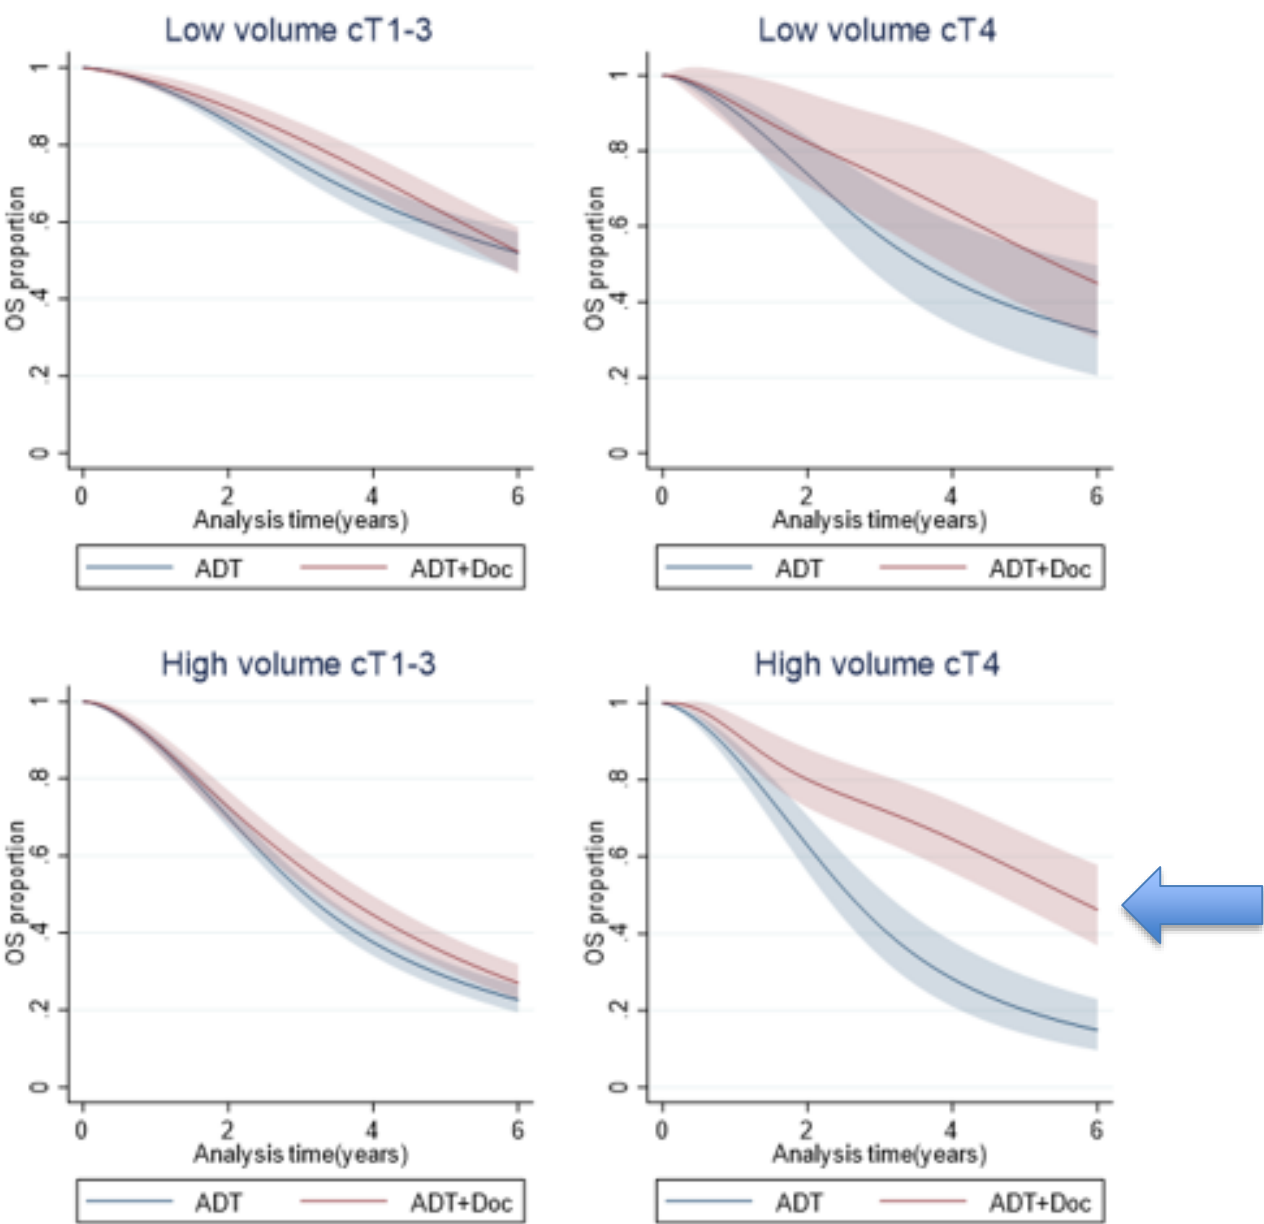 Low volume cT1-3
Low volume cT4
OS proportion
0 .2 .4 .6 .8 1
0 2 4 6
Analysis time(years)
ADT ADT+Doc
OS proportion
0 .2 .4 .6 .8 1
0 2 4 6
Analysis time(years)
ADT ADT+Doc
High volume cT1-3
High volume cT4
OS proportion
0 .2 .4 .6 .8 1
0 2 4 6
Analysis time(years)
ADT ADT+Doc
OS proportion
0 .2 .4 .6 .8 1
0 2 4 6
Analysis time(years)
ADT ADT+Doc